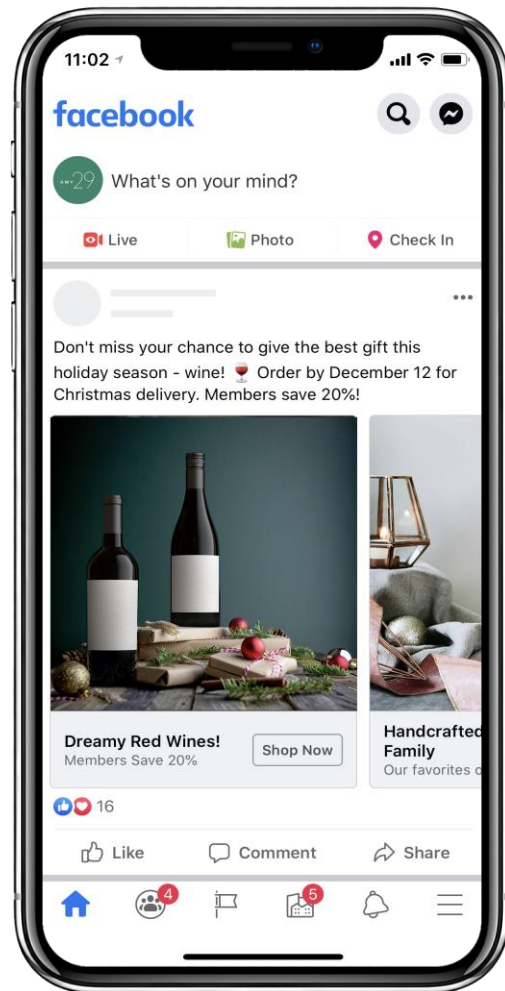 11:02
facebook
HWY 29
What's on your mind?
Live
Photo
Check In
Don't miss your chance to give the best gift this
holiday season - wine! 🍷 Order by December 12 for
Christmas delivery. Members save 20%!
Dreamy Red Wines!
Members Save 20%
Shop Now
Handcrafted
Family
Our favorites
16
Like
Comment
Share
4
5